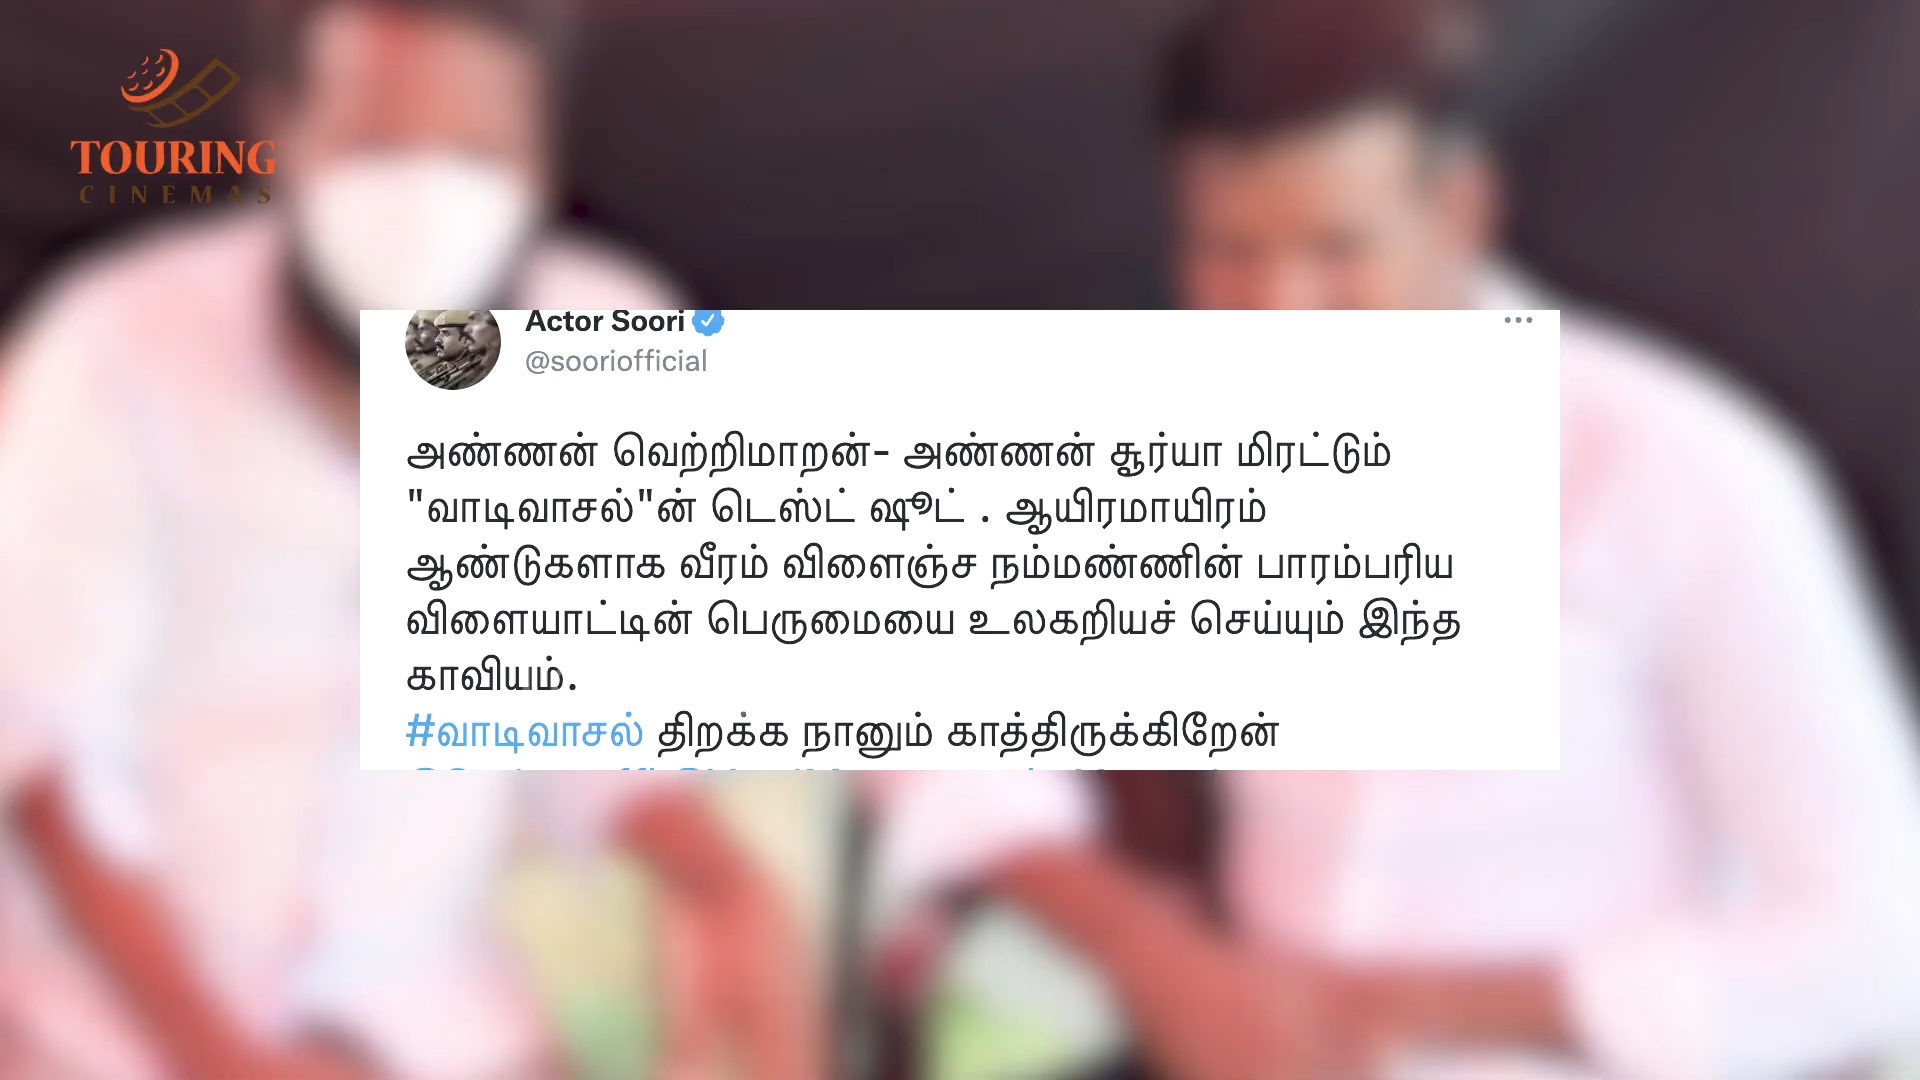 TOURING
CINEMAS
Actor Soori
@sooriofficial
அண்ணன் வெற்றிமாறன்- அண்ணன் சூர்யா மிரட்டும்
"வாடிவாசல்"ன் டெஸ்ட் ஷூட் . ஆயிரமாயிரம்
ஆண்டுகளாக வீரம் விளைஞ்ச நம்மண்ணின் பாரம்பரிய
விளையாட்டின் பெருமையை உலகறியச் செய்யும் இந்த
காவியம்.
#வாடிவாசல் திறக்க நானும் காத்திருக்கிறேன்